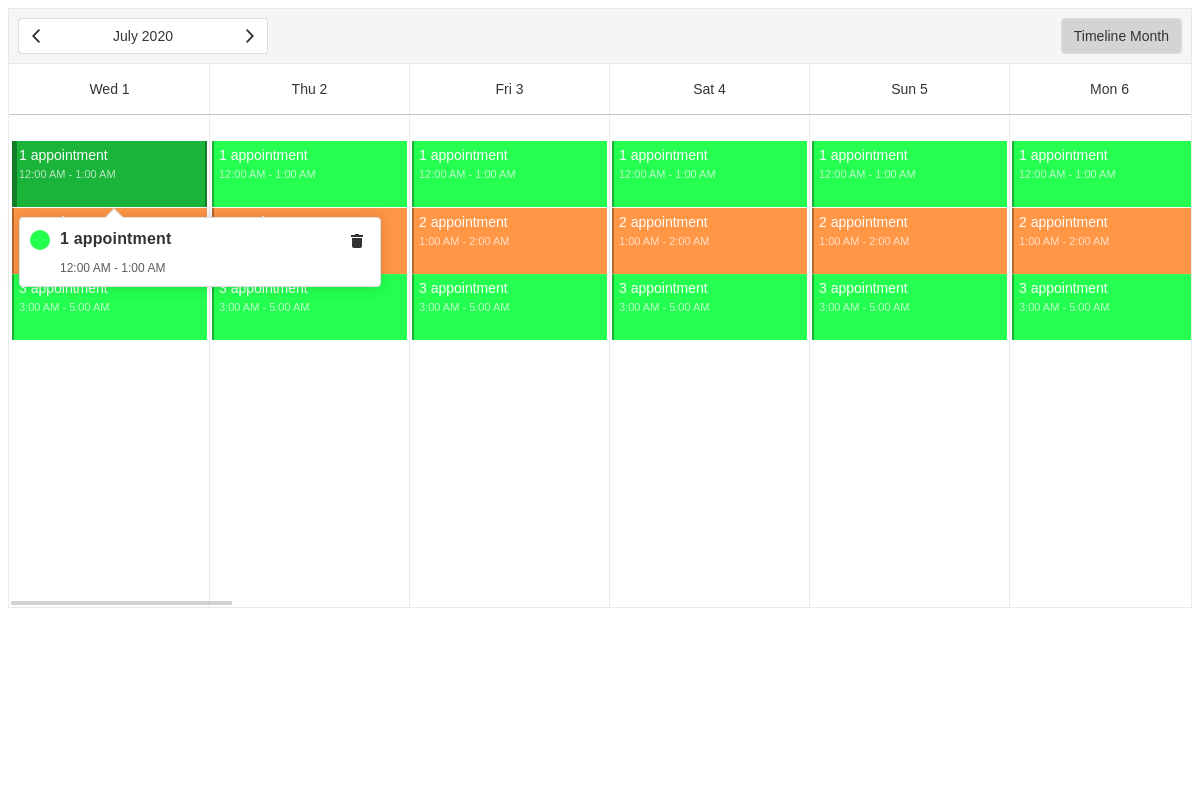 July 2020
Timeline Month
Wed 1
Thu 2
Fri 3
Sat 4
Sun 5
Mon 6
1 appointment
12:00 AM - 1:00 AM
1 appointment
12:00 AM - 1:00 AM
1 appointment
12:00 AM - 1:00 AM
1 appointment
12:00 AM - 1:00 AM
1 appointment
12:00 AM - 1:00 AM
1 appointment
12:00 AM - 1:00 AM
2 appointment
1:00 AM - 2:00 AM
2 appointment
1:00 AM - 2:00 AM
2 appointment
1:00 AM - 2:00 AM
2 appointment
1:00 AM - 2:00 AM
1 appointment
12:00 AM - 1:00 AM
3 appointment
3:00 AM - 5:00 AM
3 appointment
3:00 AM - 5:00 AM
3 appointment
3:00 AM - 5:00 AM
3 appointment
3:00 AM - 5:00 AM
3 appointment
3:00 AM - 5:00 AM
3 appointment
3:00 AM - 5:00 AM